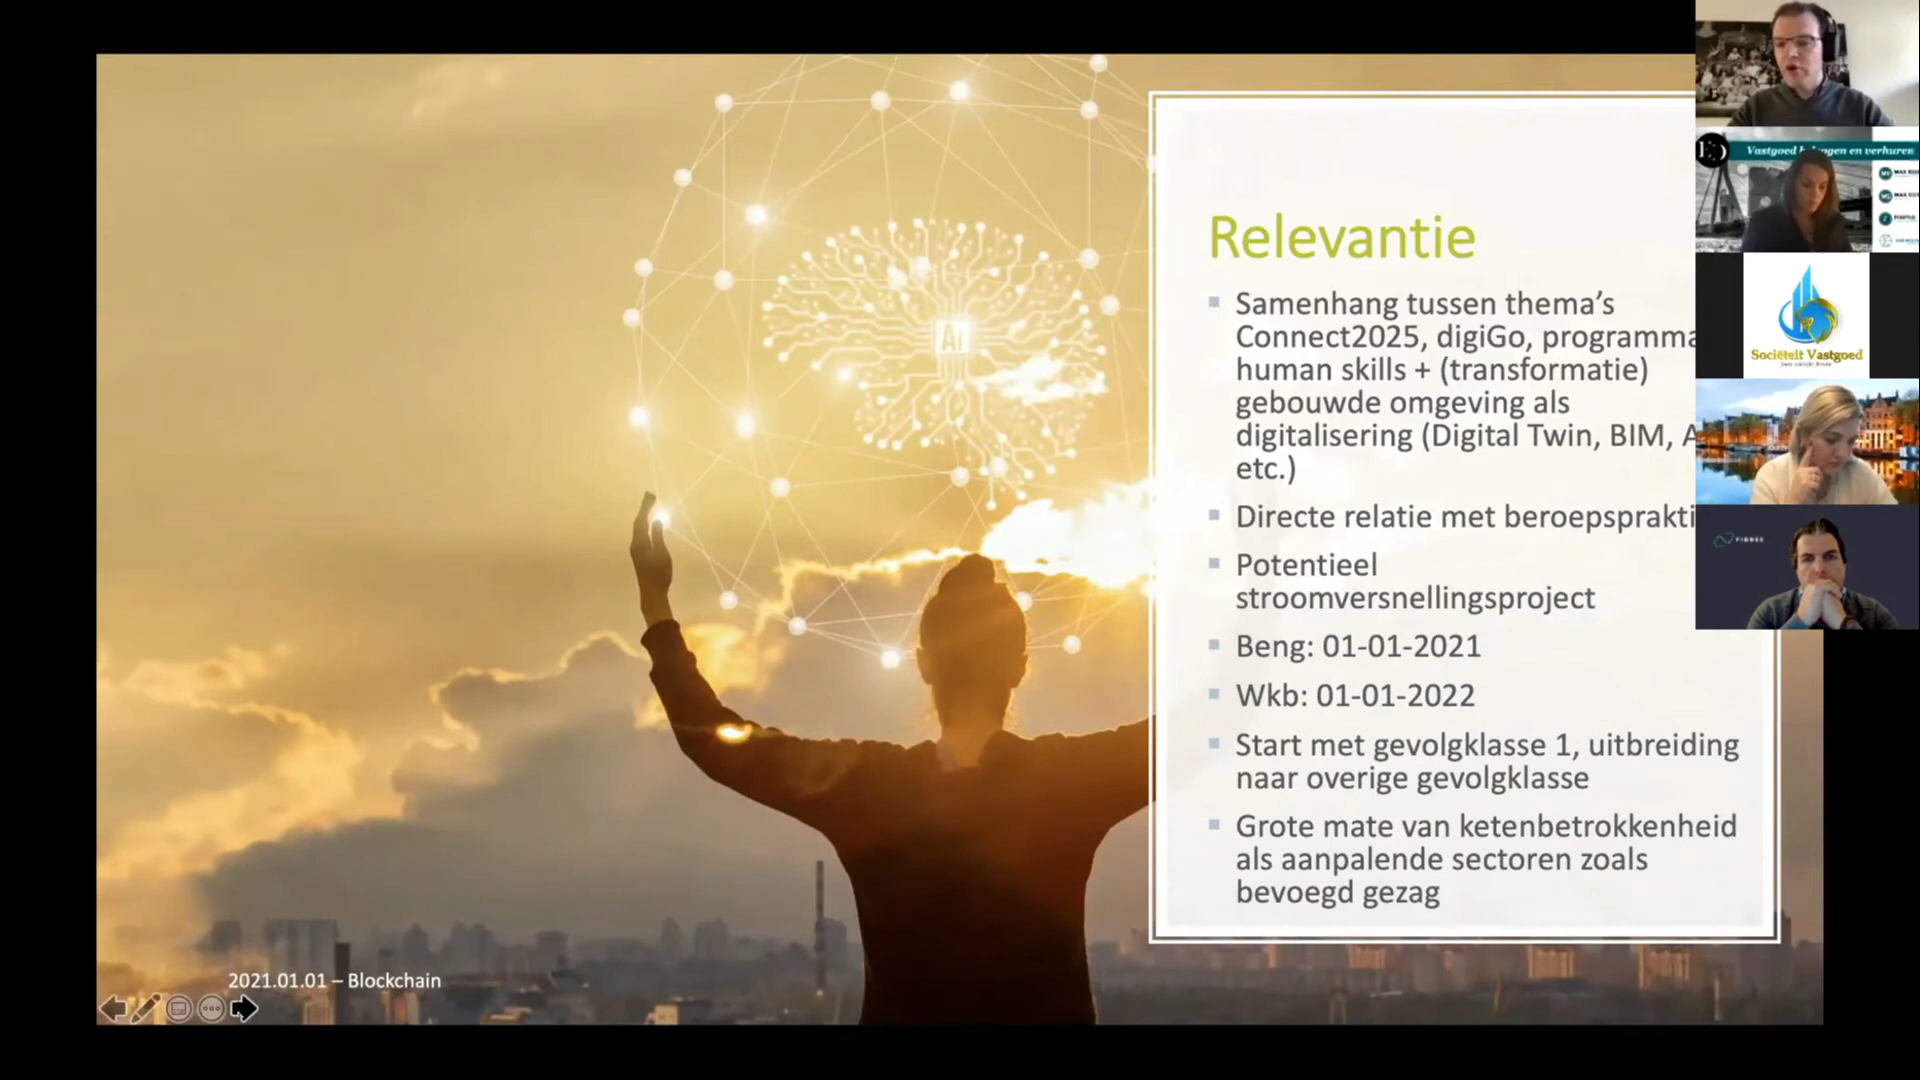 Relevantie
Samenhang tussen thema's
Connect2025, digiGo, programma
human skills + (transformatie)
gebouwde omgeving als
digitalisering (Digital Twin, BIM,
etc.)
Directe relatie met
Potentieel
stroomversnellingsproject
Beng: 01-01-2021
Wkb: 01-01-2022
Start met gevolgklasse 1, uitbreiding
naar overige gevolgklasse
Grote mate van ketenbetrokkenheid
als aanpalende sectoren zoals
bevoegd gezag
2021.01.01 – Blockchain
AI
Vastgoed
en verhuren
Sociëteit Vastgoed